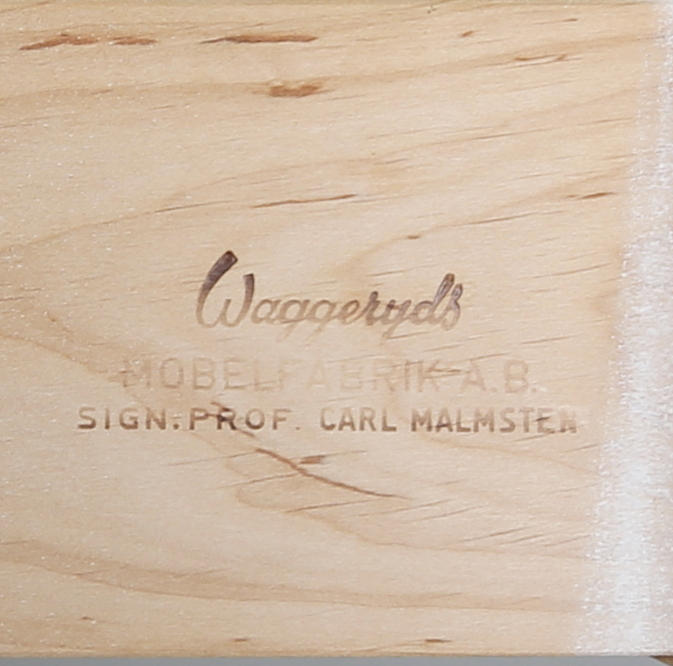 Waggeryds
MÖBELFABRIK A.B.
SIGN. PROF. CARL MALMSTEN